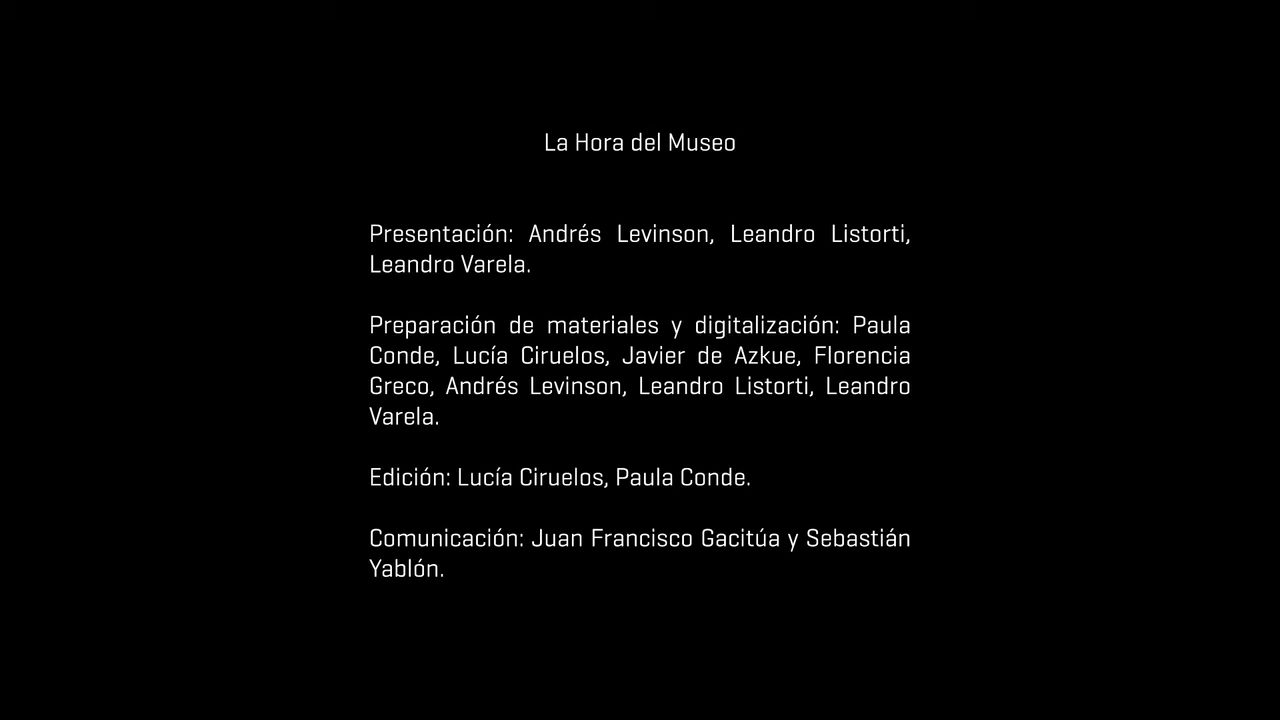 La Hora del Museo
Presentación: Andrés Levinson, Leandro Listorti,
Leandro Varela.
Preparación de materiales y digitalización: Paula
Conde, Lucía Ciruelos, Javier de Azkue, Florencia
Greco, Andrés Levinson, Leandro Listorti, Leandro
Varela.
Edición: Lucía Ciruelos, Paula Conde.
Comunicación: Juan Francisco Gacitúa y Sebastián
Yablón.